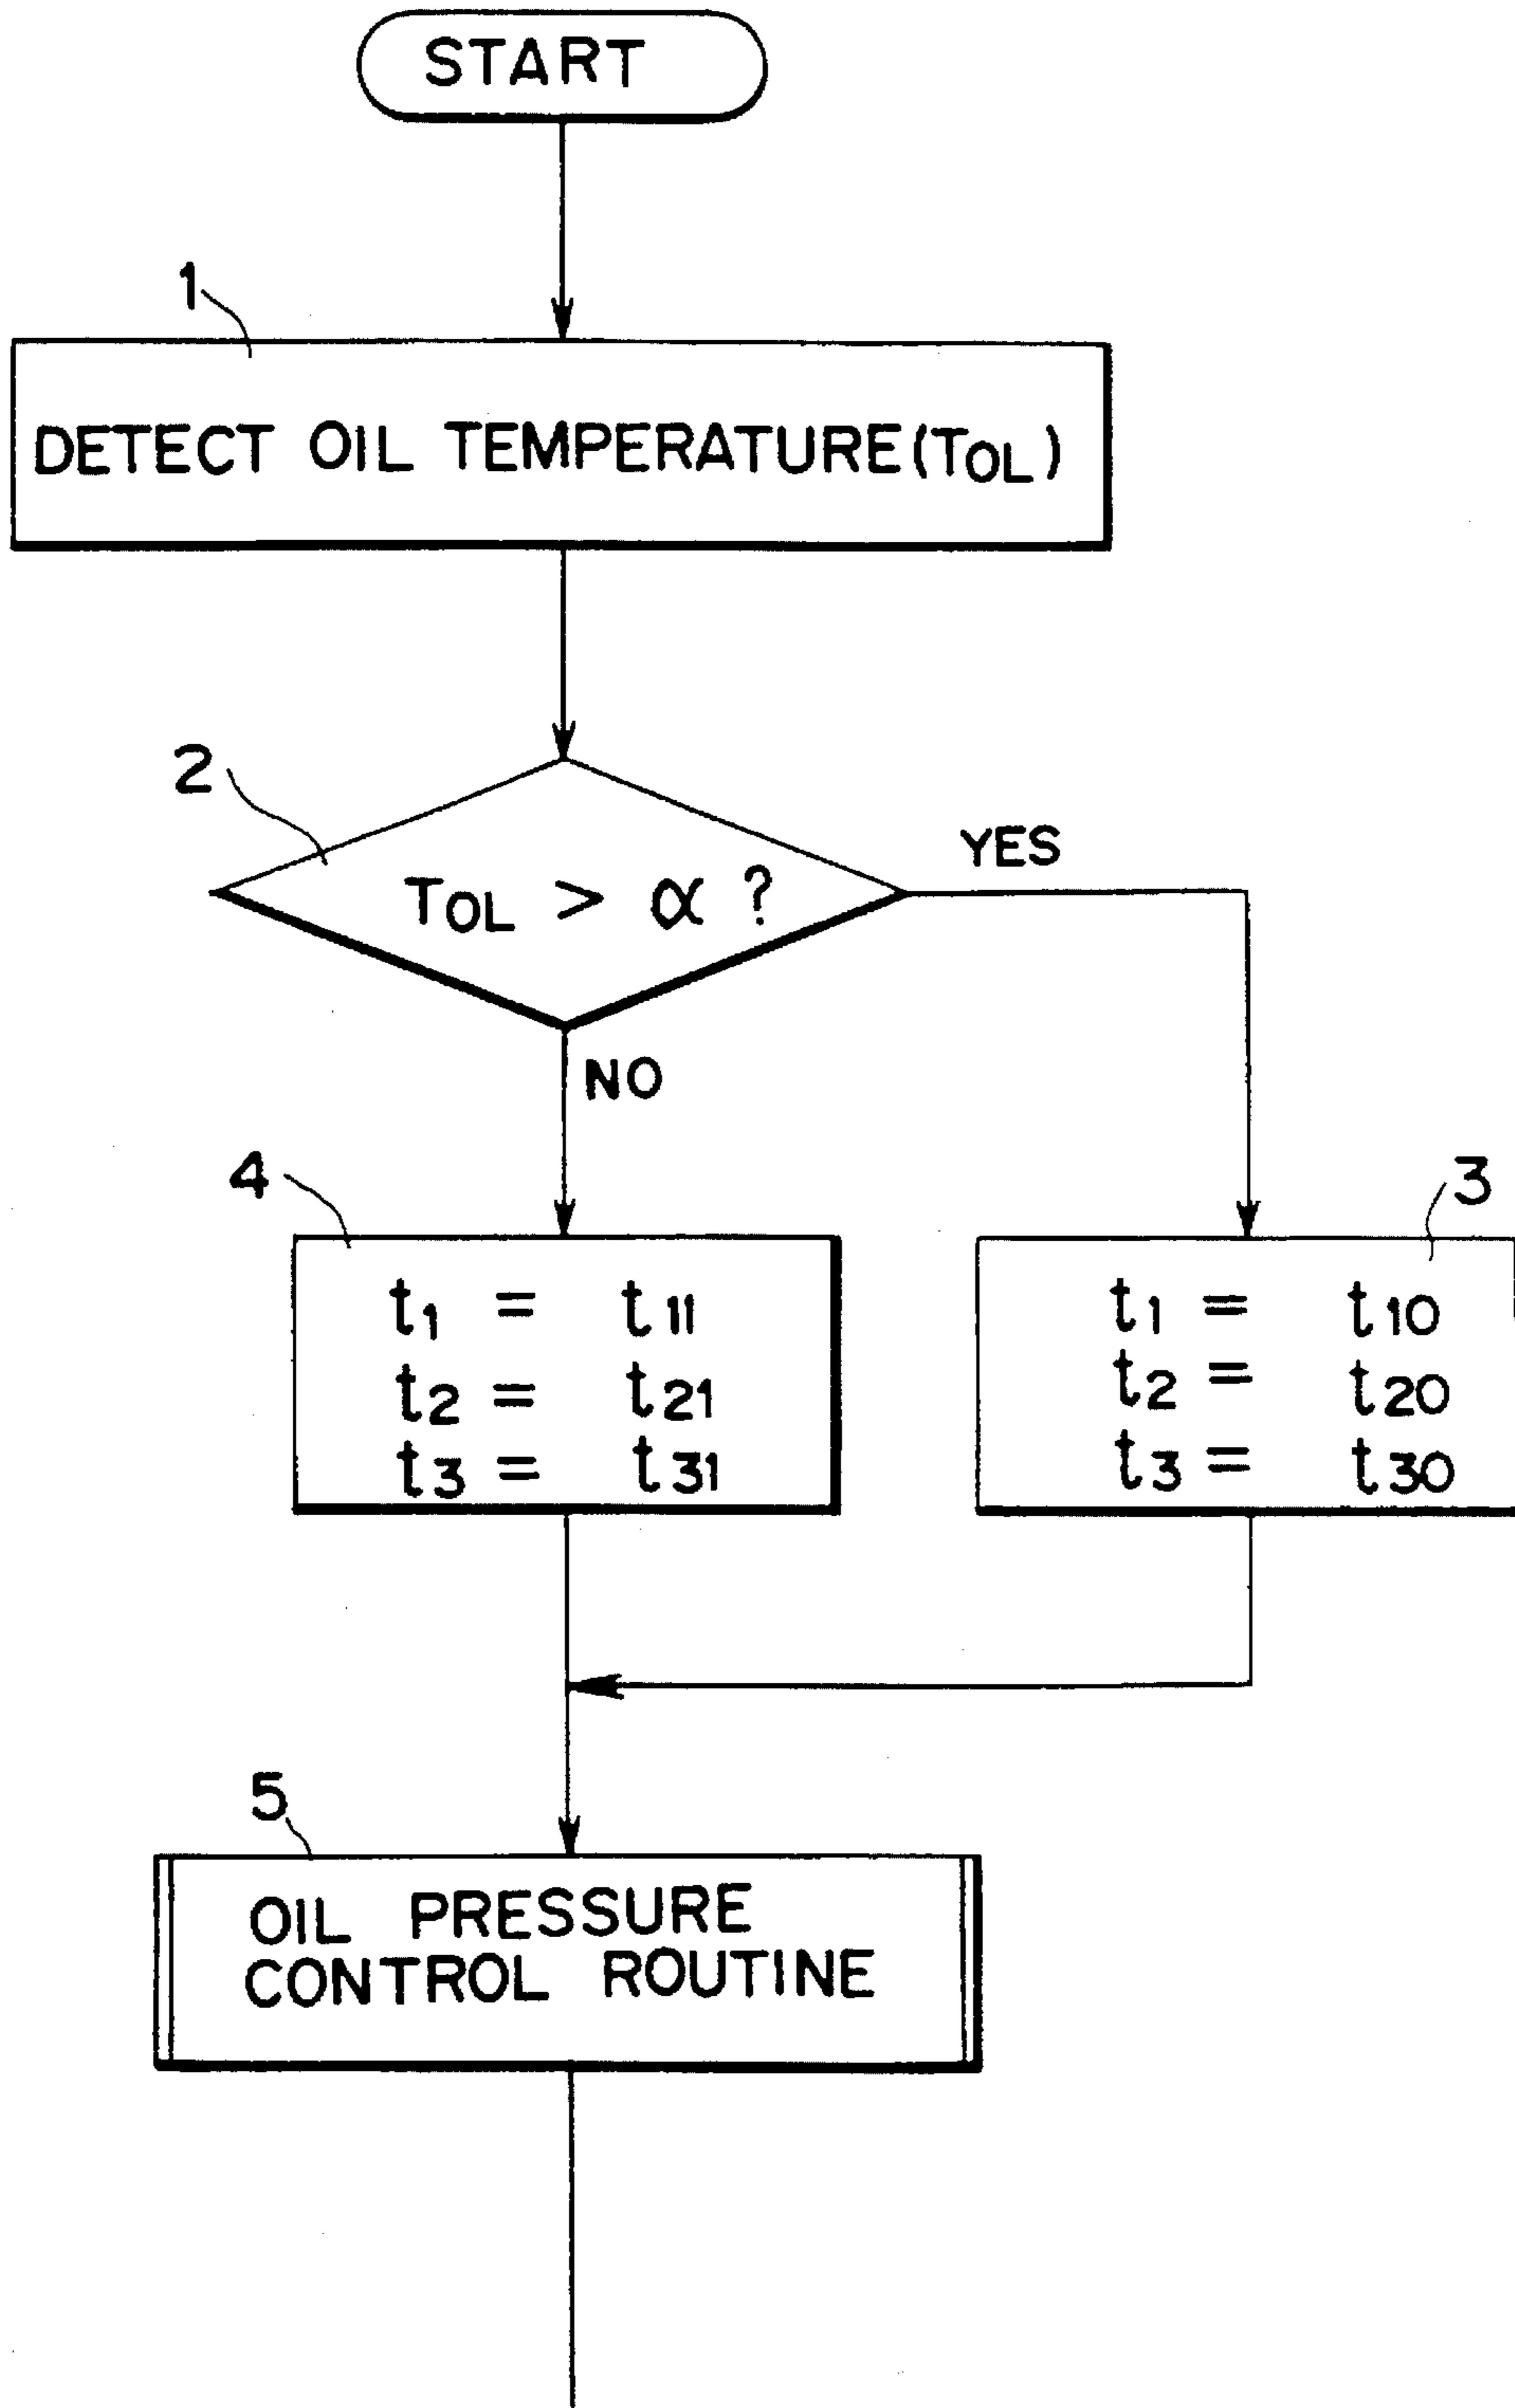 START
1
DETECT OIL TEMPERATURE(TOL)
2
TOL > α ?
YES
NO
4
t1 = t11
t2 = t21
t3 = t31
3
t1 = t10
t2 = t20
t3 = t30
5
OIL PRESSURE
CONTROL ROUTINE